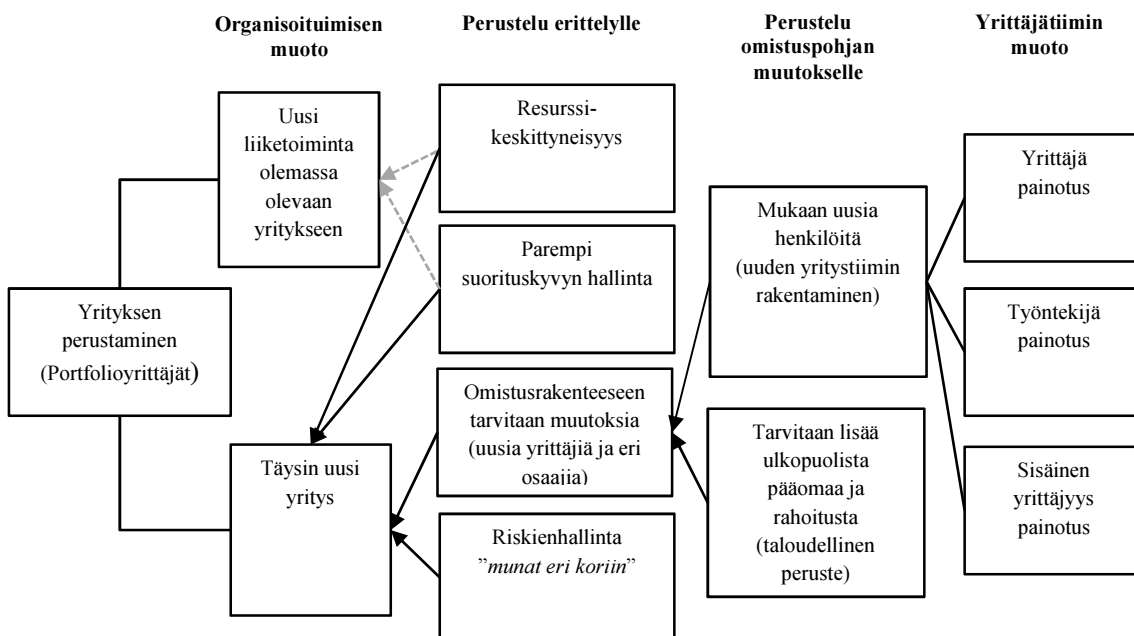 Organisoituimisen
muoto
Perustelu erittelylle
Perustelu
omistuspohjan
muutokselle
Yrittäjätiimin
muoto
Uusi
liiketoiminta
olemassa
olevaan
yritykseen
Resurssi-
keskittyneisyys
Yrittäjä
painotus
Mukaan uusia
henkilöitä
(uuden yritystiimin
rakentaminen)
Parempi
suorituskyvyn hallinta
Yrityksen
perustaminen
(Portfolioyrittäjät)
Työntekijä
painotus
Omistusrakenteeseen
tarvitaan muutoksia
(uusia yrittäjiä ja eri
osaajia)
Tarvitaan lisää
ulkopuolista
pääomaa ja
rahoitusta
(taloudellinen
peruste)
Täysin uusi
yritys
Sisäinen
yrittäjyys
painotus
Riskienhallinta
”munat eri koriin”